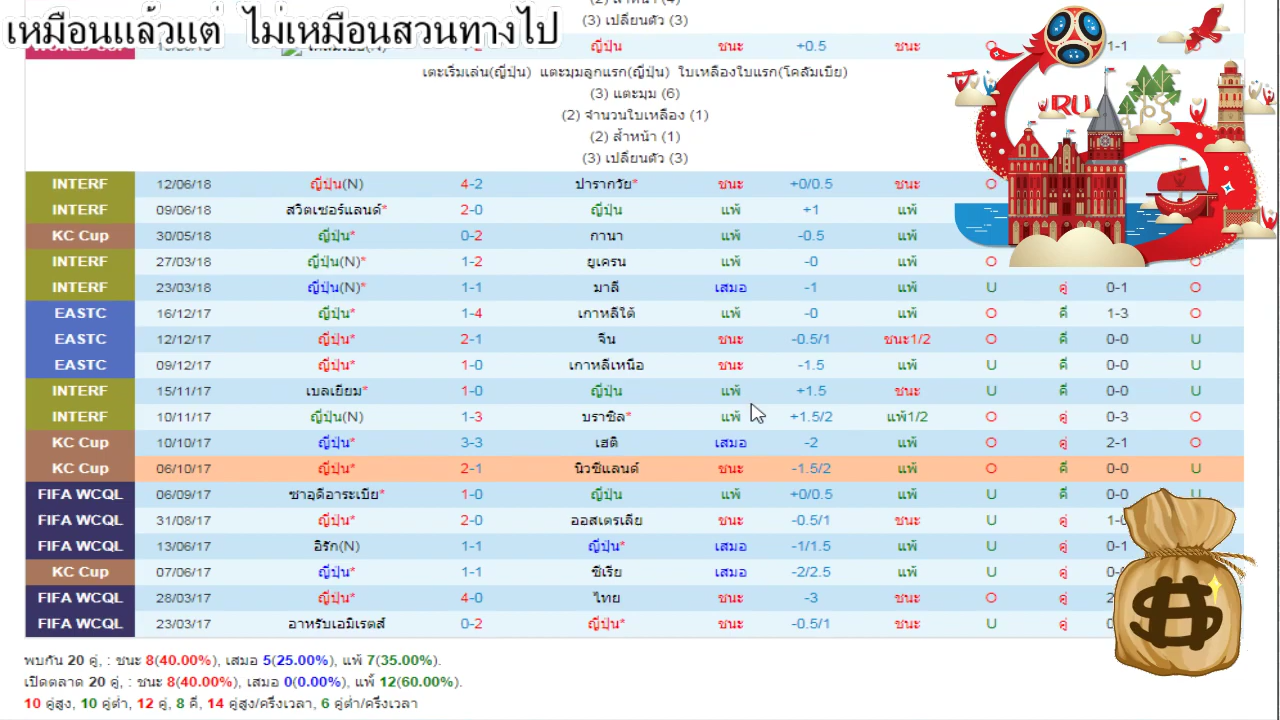 (3) เปลี่ยนตัว (3)
เหมือนแล้วแต่ ไม่เหมือนสวนทางไป
ญี่ปุ่น ชนะ +0.5 ชนะ O 1-1
เตะเริ่มเล่น(ญี่ปุ่น) แตะมุมลูกแรก(ญี่ปุ่น) ใบเหลืองใบแรก(โคลัมเบีย)
(3) แตะมุม (6)
(2) จำนวนใบเหลือง (1)
(2) ล้ำหน้า (1)
(3) เปลี่ยนตัว (3)
RU
INTERF 12/06/18 ญี่ปุ่น(N) 4-2 ปารากวัย* ชนะ +0/0.5 ชนะ O
INTERF 09/06/18 สวิตเซอร์แลนด์* 2-0 ญี่ปุ่น แพ้ +1 แพ้
KC Cup 30/05/18 ญี่ปุ่น* 0-2 กานา แพ้ -0.5 แพ้
INTERF 27/03/18 ญี่ปุ่น(N)* 1-2 ยูเครน แพ้ -0 แพ้ O O
INTERF 23/03/18 ญี่ปุ่น(N)* 1-1 มาลี เสมอ -1 แพ้ U คู่ 0-1 O
EASTC 16/12/17 ญี่ปุ่น* 1-4 เกาหลีใต้ แพ้ -0 แพ้ O คี่ 1-3 O
EASTC 12/12/17 ญี่ปุ่น* 2-1 จีน ชนะ -0.5/1 ชนะ1/2 O คี่ 0-0 U
EASTC 09/12/17 ญี่ปุ่น* 1-0 เกาหลีเหนือ ชนะ -1.5 แพ้ U คี่ 0-0 U
INTERF 15/11/17 เบลเยียม* 1-0 ญี่ปุ่น แพ้ +1.5 ชนะ U คี่ 0-0 U
INTERF 10/11/17 ญี่ปุ่น(N) 1-3 บราซิล* แพ้ +1.5/2 แพ้1/2 O คู่ 0-3 O
KC Cup 10/10/17 ญี่ปุ่น* 3-3 เฮติ เสมอ -2 แพ้ O คู่ 2-1 O
KC Cup 06/10/17 ญี่ปุ่น* 2-1 นิวซีแลนด์ ชนะ -1.5/2 แพ้ O คี่ 0-0 U
FIFA WCQL 06/09/17 ซาอุดีอาระเบีย* 1-0 ญี่ปุ่น แพ้ +0/0.5 แพ้ U คี่ 0-0 U
FIFA WCQL 31/08/17 ญี่ปุ่น* 2-0 ออสเตรเลีย ชนะ -0.5/1 ชนะ U คู่
FIFA WCQL 13/06/17 อิรัก(N) 1-1 ญี่ปุ่น* เสมอ -1/1.5 แพ้ U คู่ 0-1
KC Cup 07/06/17 ญี่ปุ่น* 1-1 ซีเรีย เสมอ -2/2.5 แพ้ U คู่
FIFA WCQL 28/03/17 ญี่ปุ่น* 4-0 ไทย ชนะ -3 ชนะ O คู่
FIFA WCQL 23/03/17 อาหรับเอมิเรตส์ 0-2 ญี่ปุ่น* ชนะ -0.5/1 ชนะ U คู่
พบกัน 20 คู่, : ชนะ 8(40.00%), เสมอ 5(25.00%), แพ้ 7(35.00%).
เปิดตลาด 20 คู่, : ชนะ 8(40.00%), เสมอ 0(0.00%), แพ้ 12(60.00%).
10 คู่สูง, 10 คู่ต่ำ, 12 คู่, 8 คี่, 14 คู่สูง/ครึ่งเวลา, 6 คู่ต่ำ/ครึ่งเวลา